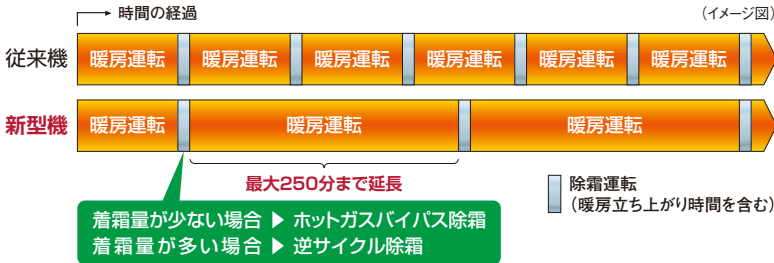 時間の経過
(イメージ図)
従来機 暖房運転 暖房運転 暖房運転 暖房運転 暖房運転 暖房運転
新型機 暖房運転 暖房運転 暖房運転
最大250分まで延長
除霜運転
(暖房立ち上がり時間を含む)
着霜量が少ない場合 ▶ ホットガスバイパス除霜
着霜量が多い場合 ▶ 逆サイクル除霜